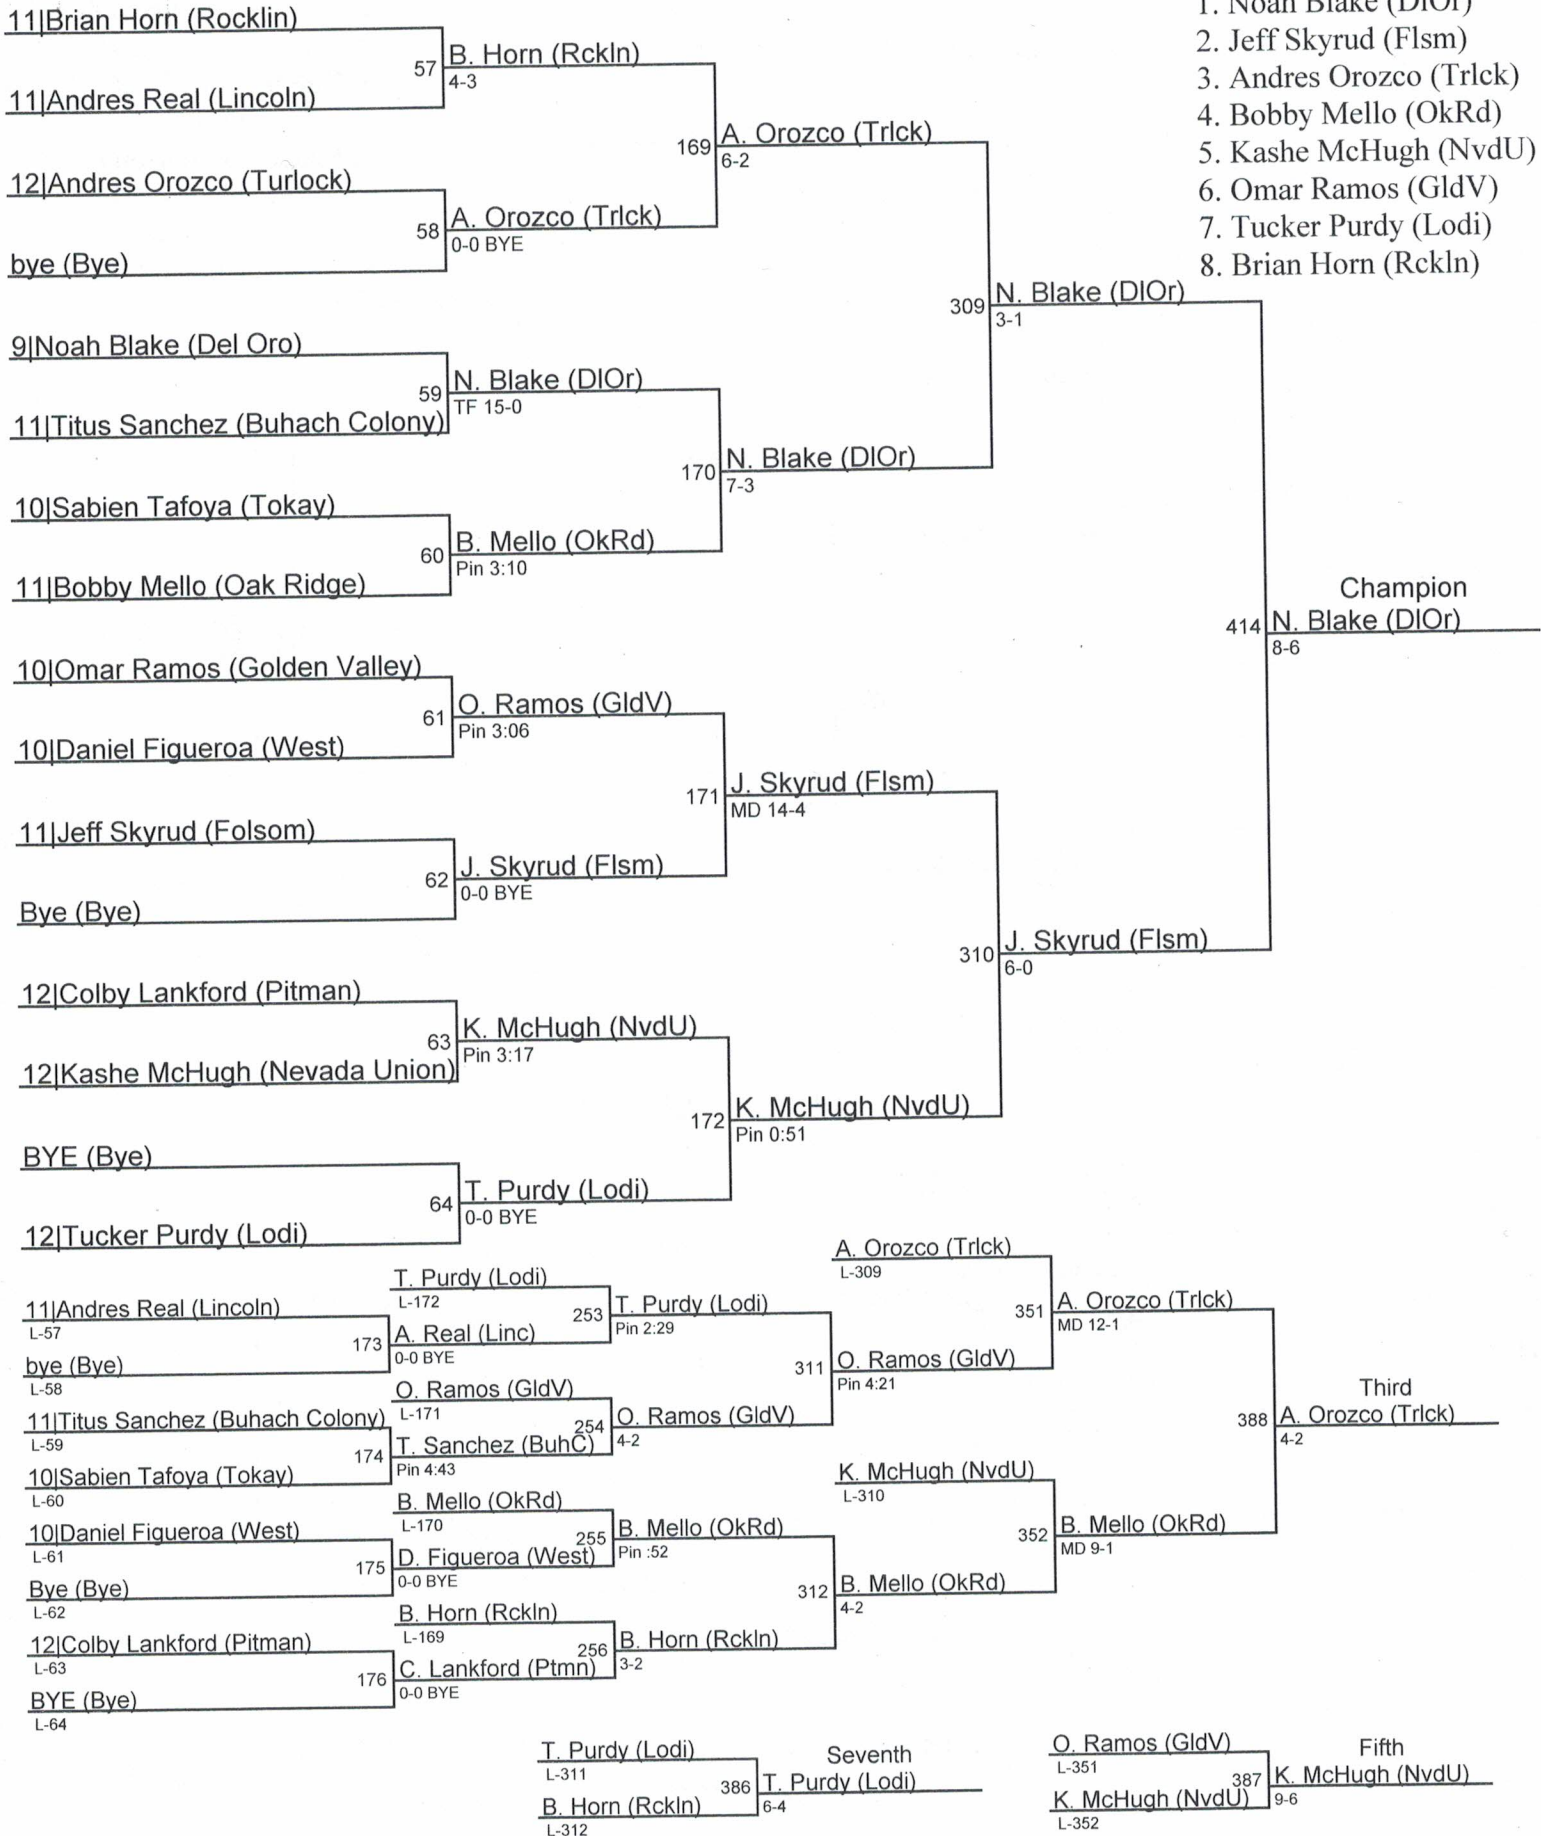 1. Noah Blake (DlOr)
2. Jeff Skyrud (Flsm)
3. Andres Orozco (Trlck)
4. Bobby Mello (OkRd)
5. Kashe McHugh (NvdU)
6. Omar Ramos (GldV)
7. Tucker Purdy (Lodi)
8. Brian Horn (Rckln)
11|Brian Horn (Rocklin)
11|Andres Real (Lincoln)
12|Andres Orozco (Turlock)
bye (Bye)
9|Noah Blake (Del Oro)
11|Titus Sanchez (Buhach Colony)
10|Sabien Tafoya (Tokay)
11|Bobby Mello (Oak Ridge)
10|Omar Ramos (Golden Valley)
10|Daniel Figueroa (West)
11|Jeff Skyrud (Folsom)
Bye (Bye)
12|Colby Lankford (Pitman)
12|Kashe McHugh (Nevada Union)
BYE (Bye)
12|Tucker Purdy (Lodi)
57 B. Horn (Rckln)
4-3
58 A. Orozco (Trlck)
0-0 BYE
59 N. Blake (DlOr)
TF 15-0
60 B. Mello (OkRd)
Pin 3:10
61 O. Ramos (GldV)
Pin 3:06
62 J. Skyrud (Flsm)
0-0 BYE
63 K. McHugh (NvdU)
Pin 3:17
64 T. Purdy (Lodi)
0-0 BYE
169 A. Orozco (Trlck)
6-2
170 N. Blake (DlOr)
7-3
171 J. Skyrud (Flsm)
MD 14-4
172 K. McHugh (NvdU)
Pin 0:51
309 N. Blake (DlOr)
3-1
310 J. Skyrud (Flsm)
6-0
Champion
414 N. Blake (DlOr)
8-6
11|Andres Real (Lincoln)
L-57
bye (Bye)
L-58
11|Titus Sanchez (Buhach Colony)
L-59
10|Sabien Tafoya (Tokay)
L-60
10|Daniel Figueroa (West)
L-61
Bye (Bye)
L-62
12|Colby Lankford (Pitman)
L-63
BYE (Bye)
L-64
T. Purdy (Lodi)
L-172
173 A. Real (Linc)
0-0 BYE
O. Ramos (GldV)
L-171
174 T. Sanchez (BuhC)
Pin 4:43
B. Mello (OkRd)
L-170
175 D. Figueroa (West)
0-0 BYE
B. Horn (Rckln)
L-169
176 C. Lankford (Ptmn)
0-0 BYE
253 T. Purdy (Lodi)
Pin 2:29
254 O. Ramos (GldV)
4-2
255 B. Mello (OkRd)
Pin :52
256 B. Horn (Rckln)
3-2
A. Orozco (Trlck)
L-309
311 O. Ramos (GldV)
Pin 4:21
K. McHugh (NvdU)
L-310
312 B. Mello (OkRd)
4-2
351 A. Orozco (Trlck)
MD 12-1
352 B. Mello (OkRd)
MD 9-1
Third
388 A. Orozco (Trlck)
4-2
T. Purdy (Lodi)
L-311
B. Horn (Rckln)
L-312
Seventh
386 T. Purdy (Lodi)
6-4
O. Ramos (GldV)
L-351
K. McHugh (NvdU)
L-352
Fifth
387 K. McHugh (NvdU)
9-6